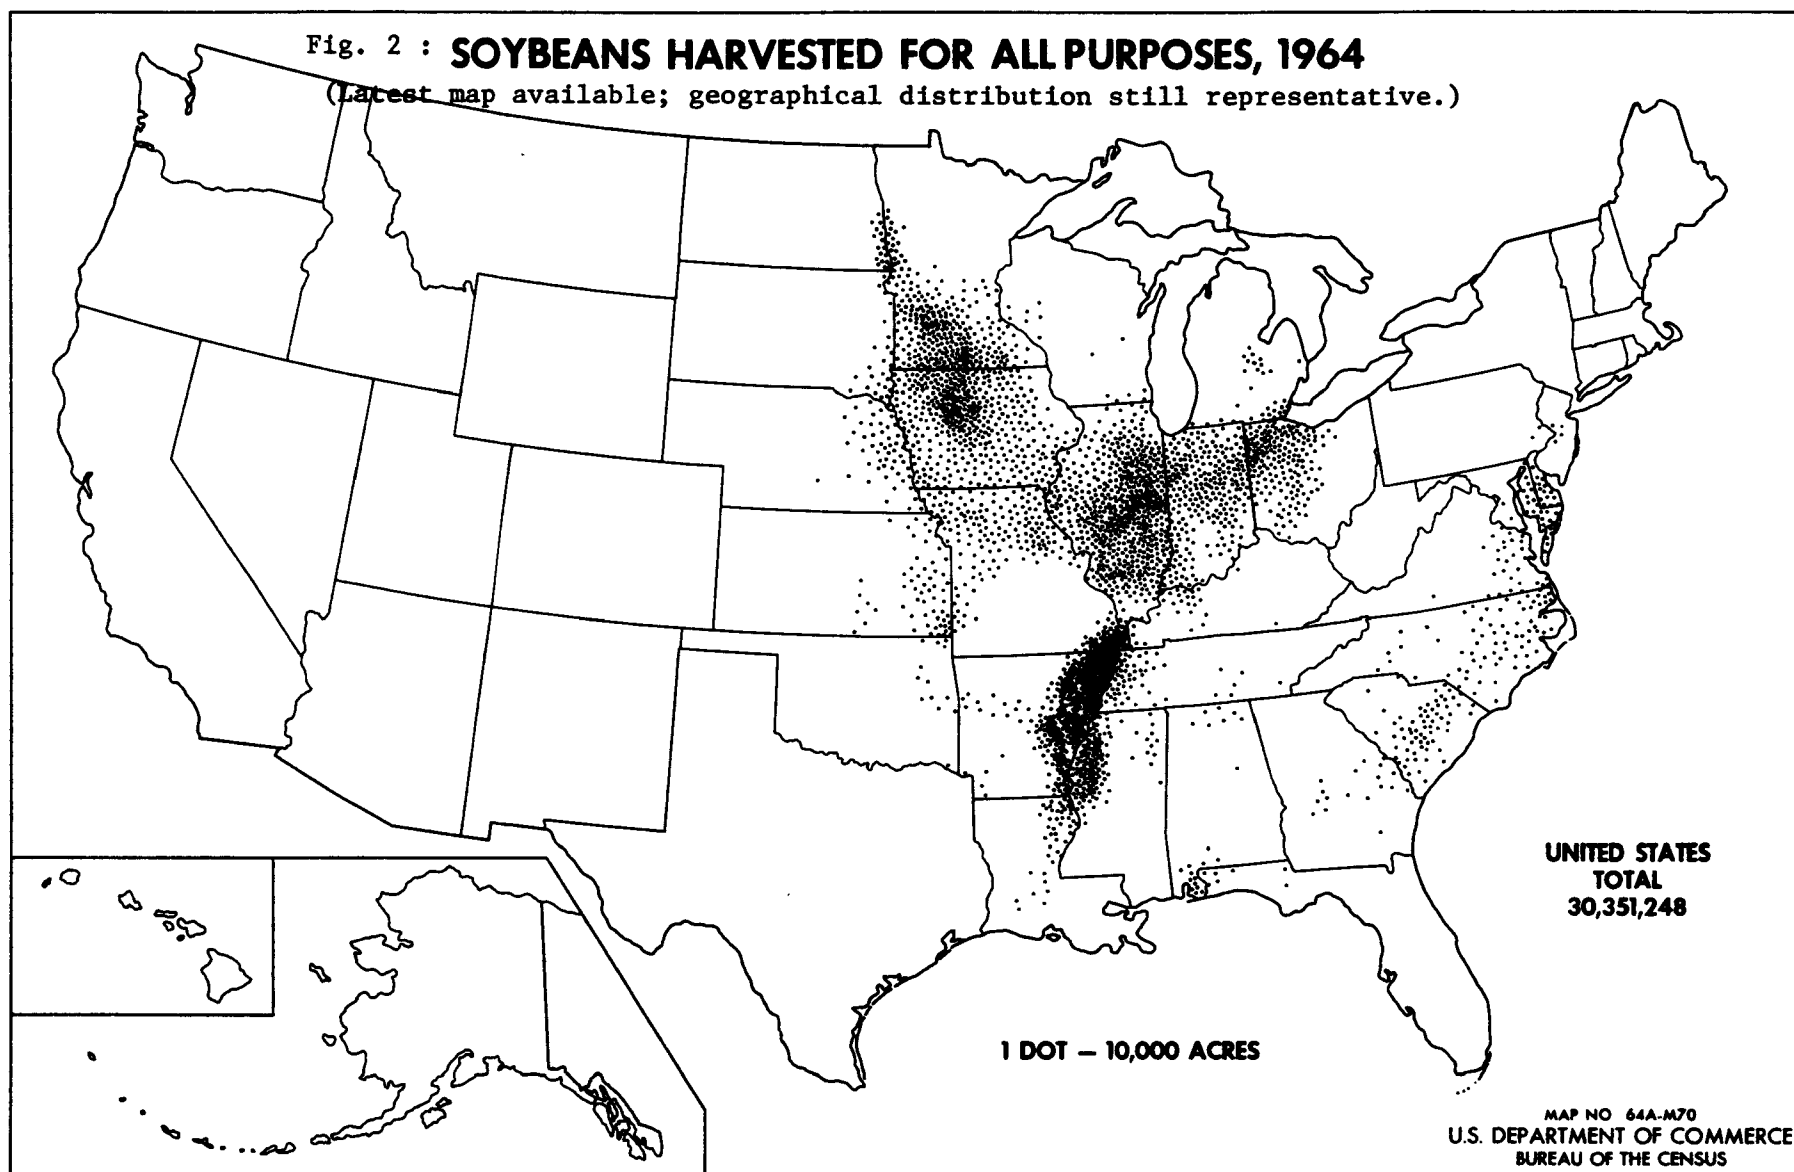 Fig. 2 : SOYBEANS HARVESTED FOR ALL PURPOSES, 1964
(Latest map available; geographical distribution still representative.)
UNITED STATES
TOTAL
30,351,248
1 DOT – 10,000 ACRES
MAP NO 64A-M70
U.S. DEPARTMENT OF COMMERCE
BUREAU OF THE CENSUS